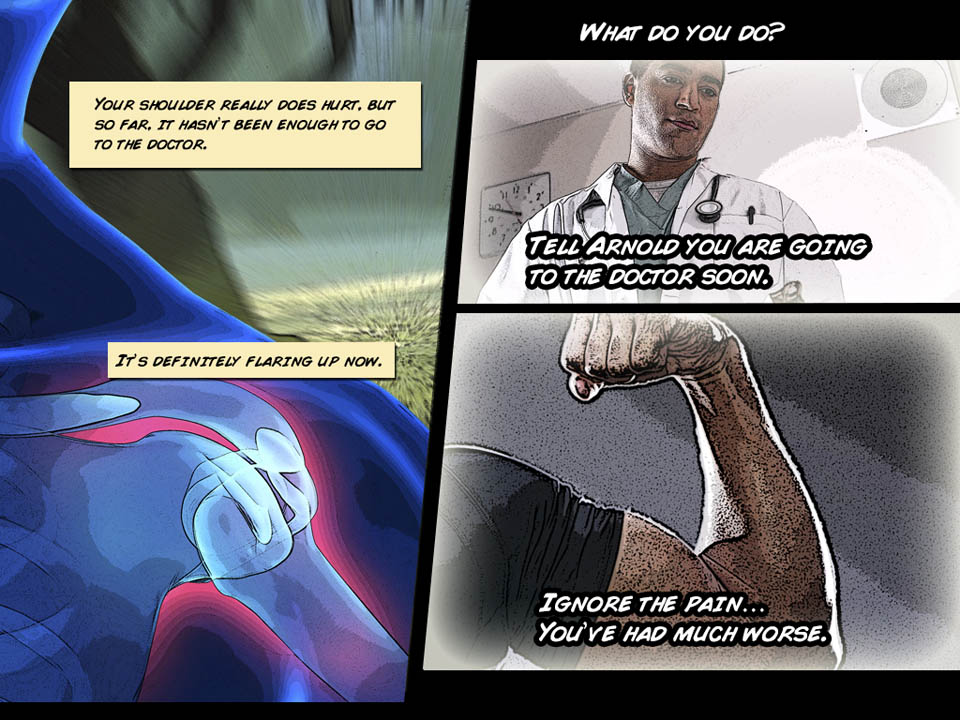 YOUR SHOULDER REALLY DOES HURT, BUT
SO FAR, IT HASN'T BEEN ENOUGH TO GO
TO THE DOCTOR.
IT'S DEFINITELY FLARING UP NOW.
WHAT DO YOU DO?
TELL ARNOLD YOU ARE GOING
TO THE DOCTOR SOON.
IGNORE THE PAIN...
YOU'VE HAD MUCH WORSE.